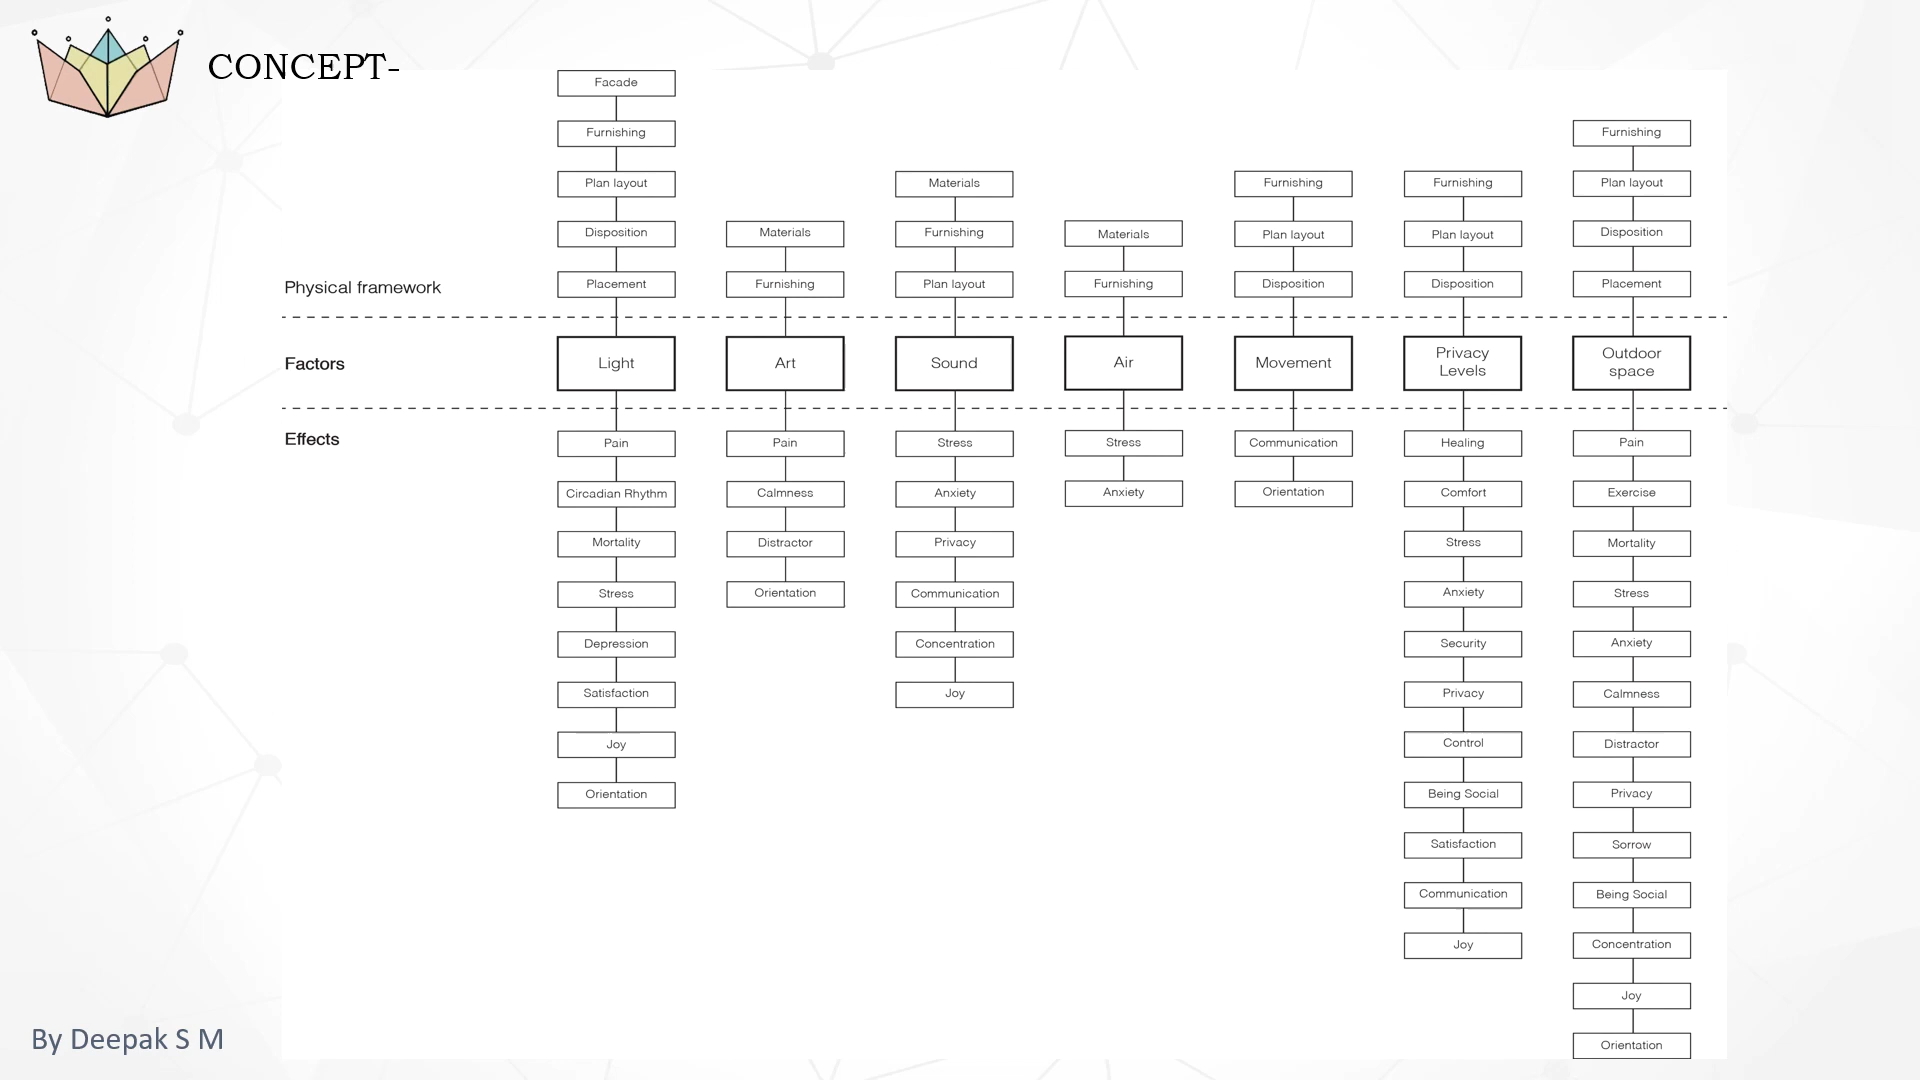 CONCEPT-
Facade
Furnishing
Furnishing
Plan layout
Materials
Furnishing
Furnishing
Plan layout
Disposition
Materials
Furnishing
Materials
Plan layout
Plan layout
Disposition
Physical framework
Placement
Furnishing
Plan layout
Furnishing
Disposition
Disposition
Placement
Factors
Light
Art
Sound
Air
Movement
Privacy
Levels
Outdoor
space
Effects
Pain
Pain
Stress
Stress
Communication
Healing
Pain
Circadian Rhythm
Calmness
Anxiety
Anxiety
Orientation
Comfort
Exercise
Mortality
Distractor
Privacy
Stress
Mortality
Stress
Orientation
Communication
Anxiety
Stress
Depression
Concentration
Security
Anxiety
Satisfaction
Joy
Privacy
Calmness
Joy
Control
Distractor
Orientation
Being Social
Privacy
Satisfaction
Sorrow
Communication
Being Social
Joy
Concentration
Joy
Orientation
By Deepak S M